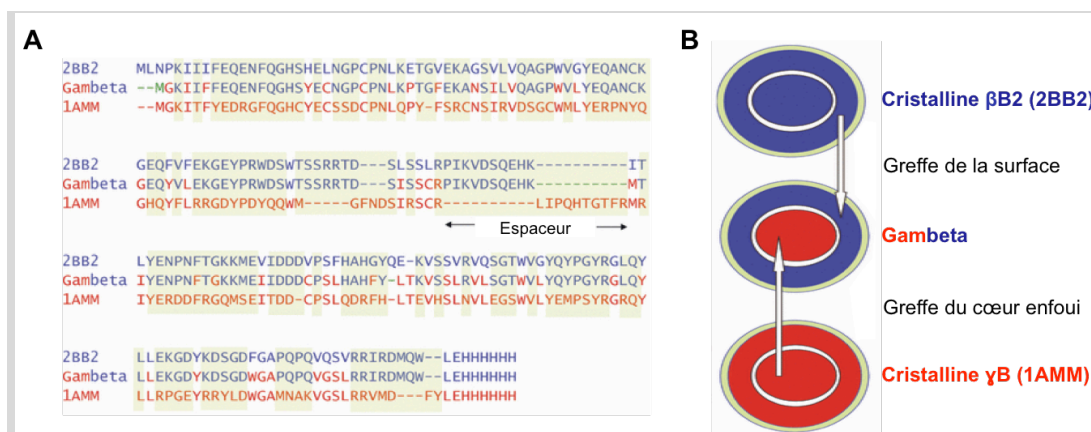 A
2BB2 MLNPKIIIFEQENFQGHSHELNGPCPNLKETGVEKAGSVLVQAGPWVGYEQANCK
Gambeta --MGKIIFFEQENFQGHSYECNGPCPNLKPTGFEKANSILVQAGPWVLYEQANCK
1AMM --MGKITFYEDRGFQGHCYECSSDCPNLQPY-FSRCNSIRVDSGCWMLYERPNYQ
2BB2 GEQFVFEKGEYPRWDSWTSSRRTD---SLSSLRPIKVDSQEHK----------IT
Gambeta GEQYVLEKGEYPRWDSWTSSRRTD---SISSCRPIKVDSQEHK----------MT
1AMM GHQYFLRRGDYPDYQQWM-----GFNDSIRSCR----------LIPQHTGTFRMR
Espaceur
2BB2 LYENPNFTGKKMEVIDDDVPSFHAHGYQE-KVSSVRVQSGTWVGYQYPGYRGLQY
Gambeta IYENPNFTGKKMEIIDDDCPSLHAHFY-LTKVSSLRVLSGTWVLYQYPGYRGLQY
1AMM IYERDDFRGQMSEITDD-CPSLQDRFH-LTEVHSLNVLEGSWVLYEMPSYRGRQY
2BB2 LLEKGDYKDSGDFGAPQPQVQSVRRIRDMQW--LEHHHHHH
Gambeta LLEKGDYKDSGDWGAPQPQVGSLRRIRDMQW--LEHHHHHH
1AMM LLRPGEYRRYLDWGAMNAKVGSLRRVMD---FYLEHHHHHH
B
Cristalline βB2 (2BB2)
Greffe de la surface
Gambeta
Greffe du cœur enfoui
Cristalline ɣB (1AMM)